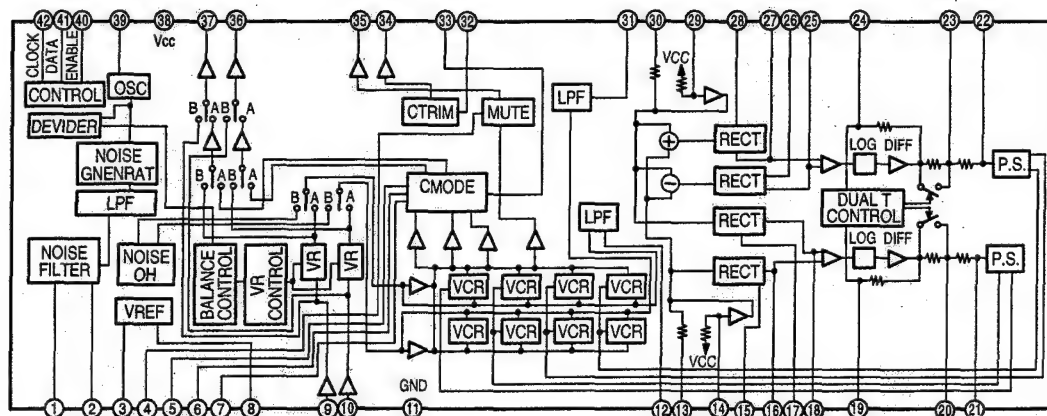 42 41 40 39 38 37 36 35 34 33 32 31 30 29 28 27 26 25 24 23 22
CLOCK
DATA
ENABLE
Vcc
VCC
CONTROL
OSC
B A B A
CTRIM
MUTE
LPF
DEVIDER
RECT
LOG DIFF
P.S.
NOISE
GNENRAT
B A B A
B A B A
CMODE
RECT
LPF
LPF
DUAL T
CONTROL
RECT
LOG DIFF
NOISE
FILTER
NOISE
OH
BALANCE
CONTROL
VR
CONTROL
VR
VR
RECT
P.S.
VCR VCR VCR VCR
VREF
VCR VCR VCR VCR
VCC
GND
1 2 3 4 5 6 7 8 9 10 11 12 13 14 15 16 17 18 19 20 21